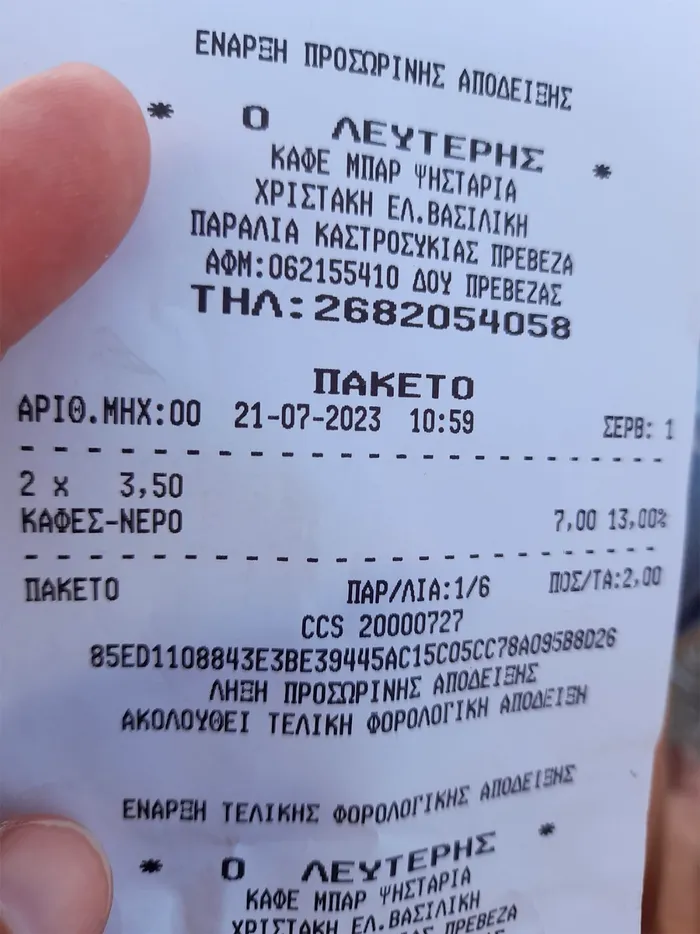 ΕΝΑΡΞΗ ΠΡΟΣΩΡΙΝΗΣ ΑΠΟΔΕΙΞΗΣ
* Ο ΛΕΥΤΕΡΗΣ *
ΚΑΦΕ ΜΠΑΡ ΨΗΣΤΑΡΙΑ
ΧΡΙΣΤΑΚΗ ΕΛ.ΒΑΣΙΛΙΚΗ
ΠΑΡΑΛΙΑ ΚΑΣΤΡΟΣΥΚΙΑΣ ΠΡΕΒΕΖΑ
ΑΦΜ:062155410 ΔΟΥ ΠΡΕΒΕΖΑΣ
ΤΗΛ:2682054058
ΠΑΚΕΤΟ
ΑΡΙΘ.ΜΗΧ:00 21-07-2023 10:59 ΣΕΡΒ: 1
2 x 3,50
ΚΑΦΕΣ-ΝΕΡΟ 7,00 13,00%
ΠΑΚΕΤΟ ΠΑΡ/ΛΙΑ:1/6 ΠΟΣ/ΤΑ:2,00
CCS 20000727
85ED1108843E3BE39445AC15C05CC78A095B8D26
ΛΗΞΗ ΠΡΟΣΩΡΙΝΗΣ ΑΠΟΔΕΙΞΗΣ
ΑΚΟΛΟΥΘΕΙ ΤΕΛΙΚΗ ΦΟΡΟΛΟΓΙΚΗ ΑΠΟΔΕΙΞΗ
ΕΝΑΡΞΗ ΤΕΛΙΚΗΣ ΦΟΡΟΛΟΓΙΚΗΣ ΑΠΟΔΕΙΞΗΣ
* Ο ΛΕΥΤΕΡΗΣ *
ΚΑΦΕ ΜΠΑΡ ΨΗΣΤΑΡΙΑ
ΧΡΙΣΤΑΚΗ ΕΛ.ΒΑΣΙΛΙΚΗ
ΠΡΕΒΕΖΑ